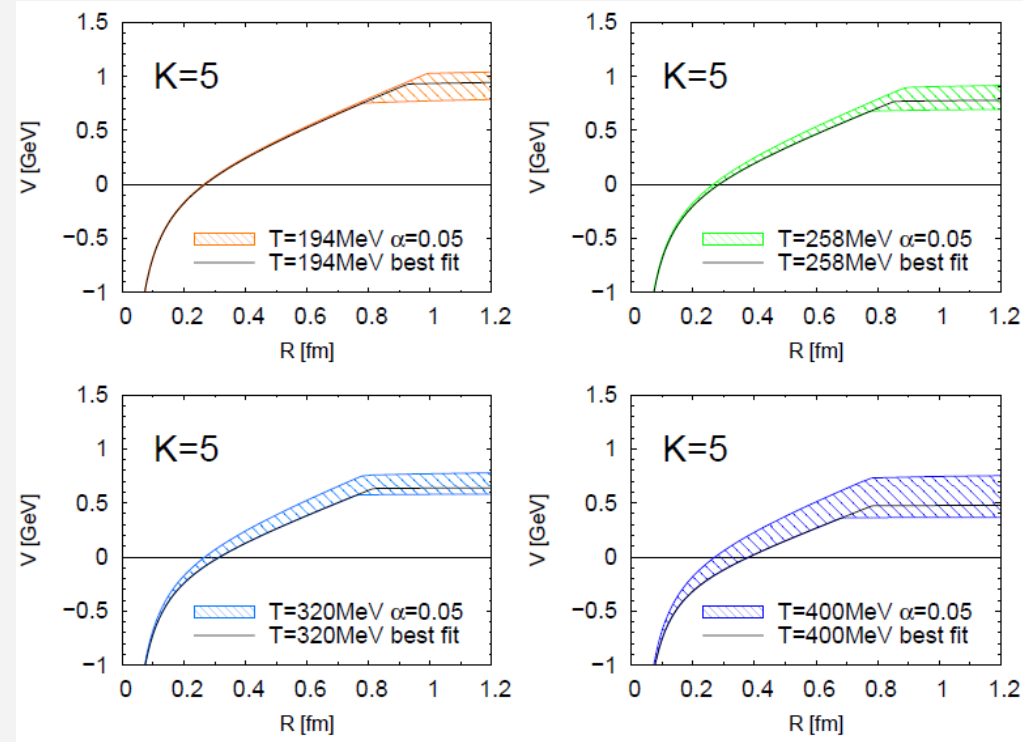 1.5
K=5
1
0.5
V [GeV]
0
−0.5
T=194MeV α=0.05
T=194MeV best fit
−1
0 0.2 0.4 0.6 0.8 1 1.2
R [fm]
1.5
K=5
1
0.5
V [GeV]
0
−0.5
T=258MeV α=0.05
T=258MeV best fit
−1
0 0.2 0.4 0.6 0.8 1 1.2
R [fm]
1.5
K=5
1
0.5
V [GeV]
0
−0.5
T=320MeV α=0.05
T=320MeV best fit
−1
0 0.2 0.4 0.6 0.8 1 1.2
R [fm]
1.5
K=5
1
0.5
V [GeV]
0
−0.5
T=400MeV α=0.05
T=400MeV best fit
−1
0 0.2 0.4 0.6 0.8 1 1.2
R [fm]